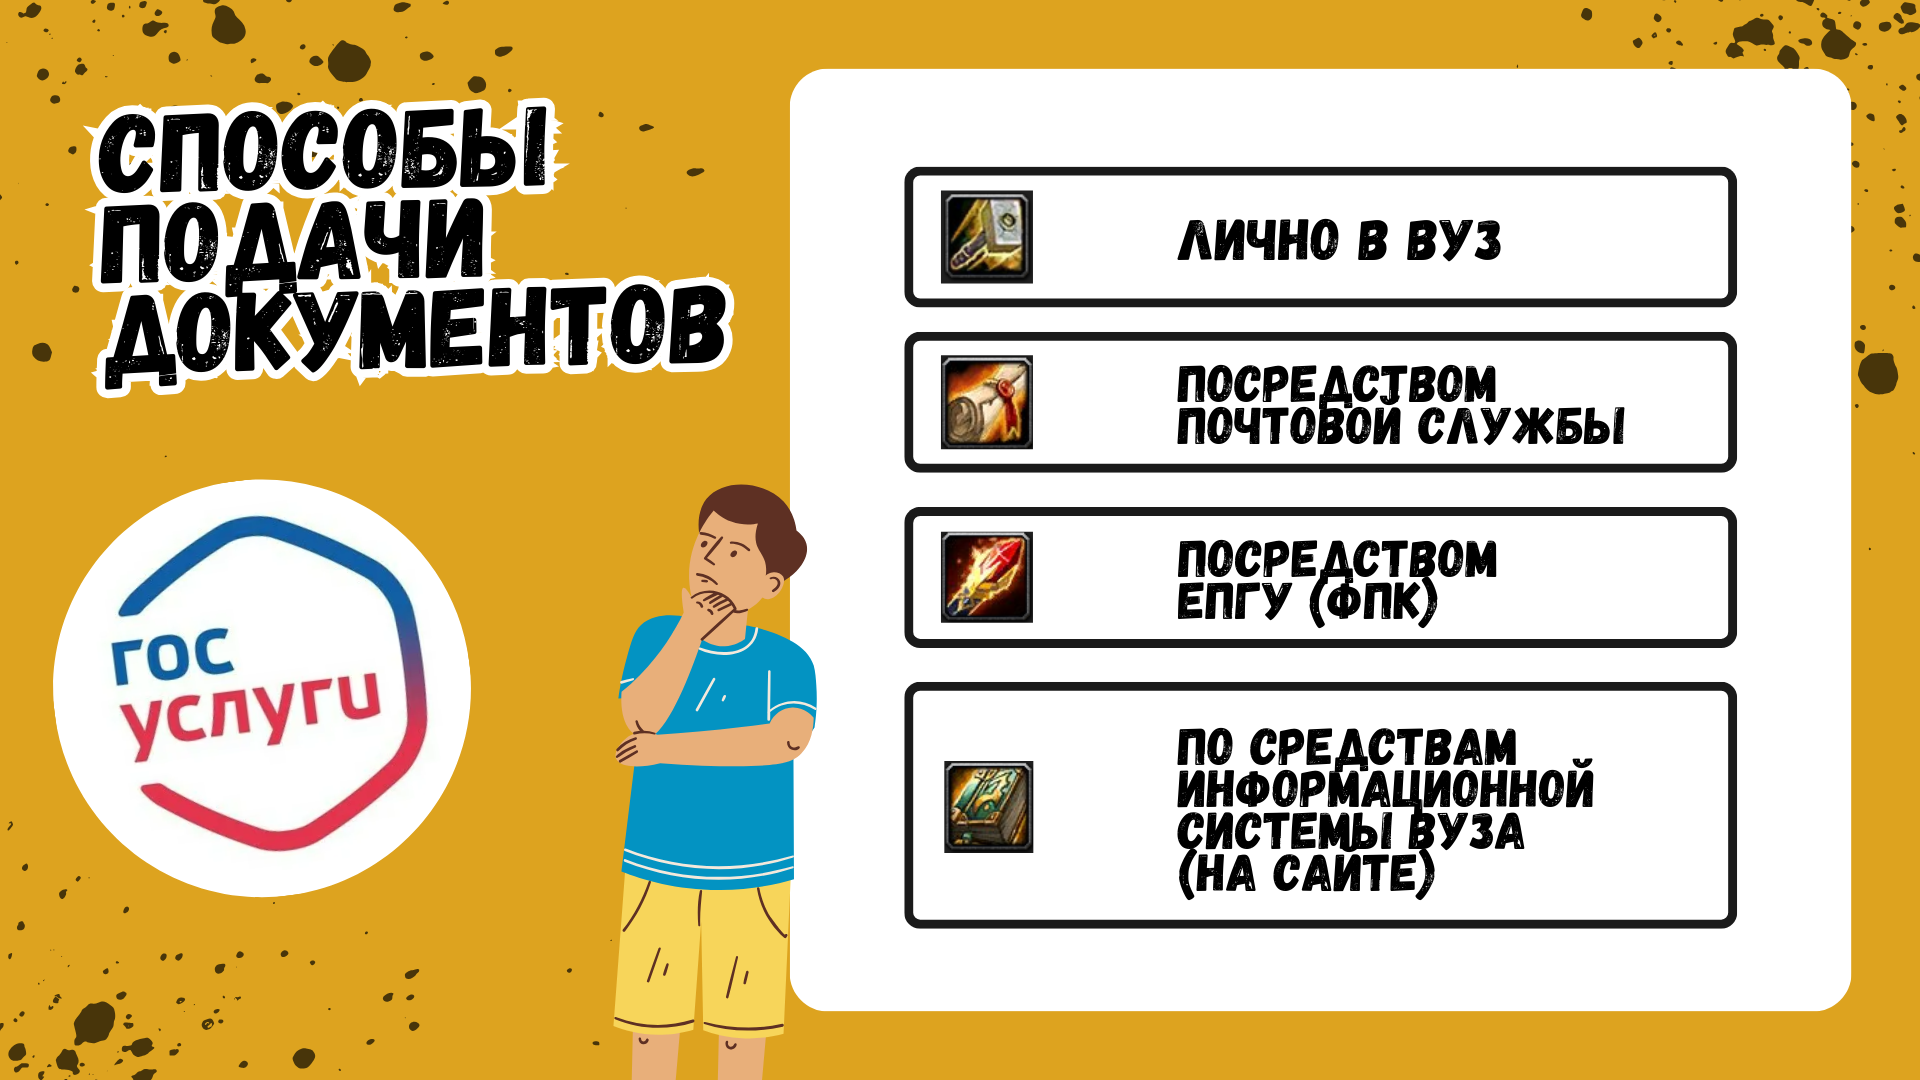 СПОСОБЫ
ПОДАЧИ
ДОКУМЕНТОВ
ГОС
УСЛУГИ
ЛИЧНО В ВУЗ
ПОСРЕДСТВОМ
ПОЧТОВОЙ СЛУЖБЫ
ПОСРЕДСТВОМ
ЕПГУ (ФПК)
ПО СРЕДСТВАМ
ИНФОРМАЦИОННОЙ
СИСТЕМЫ ВУЗА
(НА САЙТЕ)